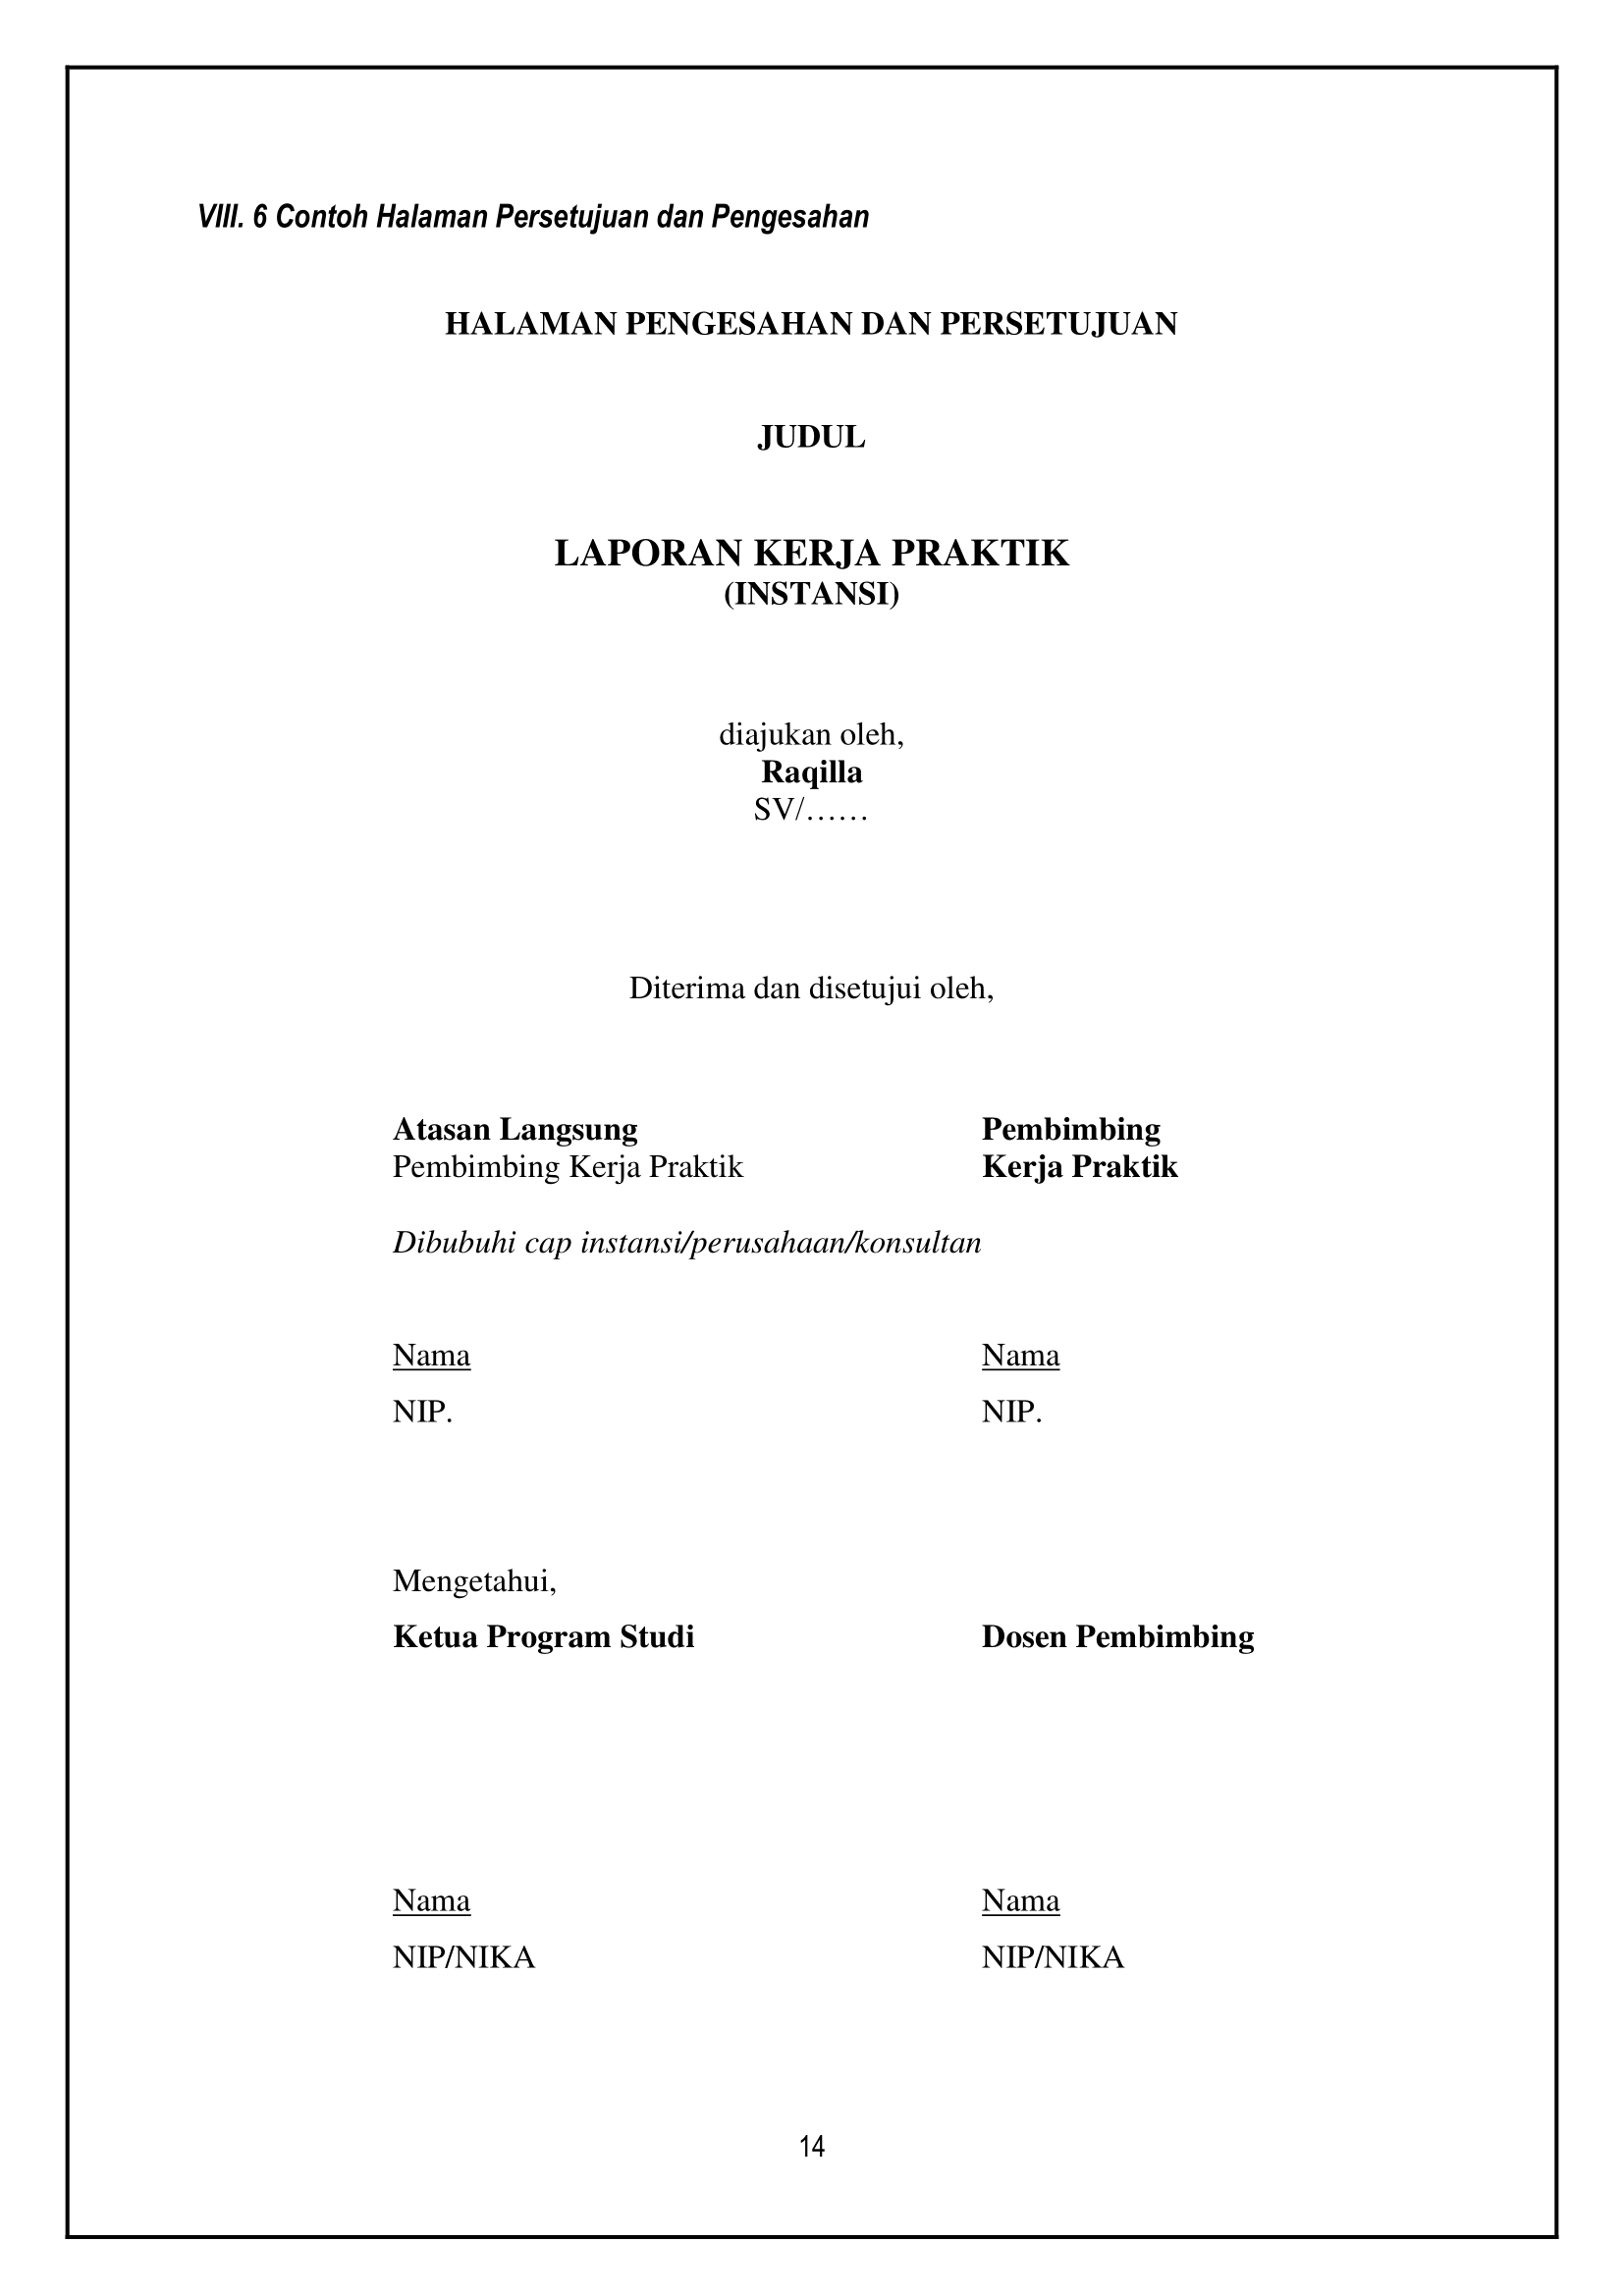 VIII. 6 Contoh Halaman Persetujuan dan Pengesahan
HALAMAN PENGESAHAN DAN PERSETUJUAN
JUDUL
LAPORAN KERJA PRAKTIK
(INSTANSI)
diajukan oleh,
Raqilla
SV/……
Diterima dan disetujui oleh,
Atasan Langsung Pembimbing
Pembimbing Kerja Praktik Kerja Praktik
Dibubuhi cap instansi/perusahaan/konsultan
Nama Nama
NIP. NIP.
Mengetahui,
Ketua Program Studi Dosen Pembimbing
Nama Nama
NIP/NIKA NIP/NIKA
14